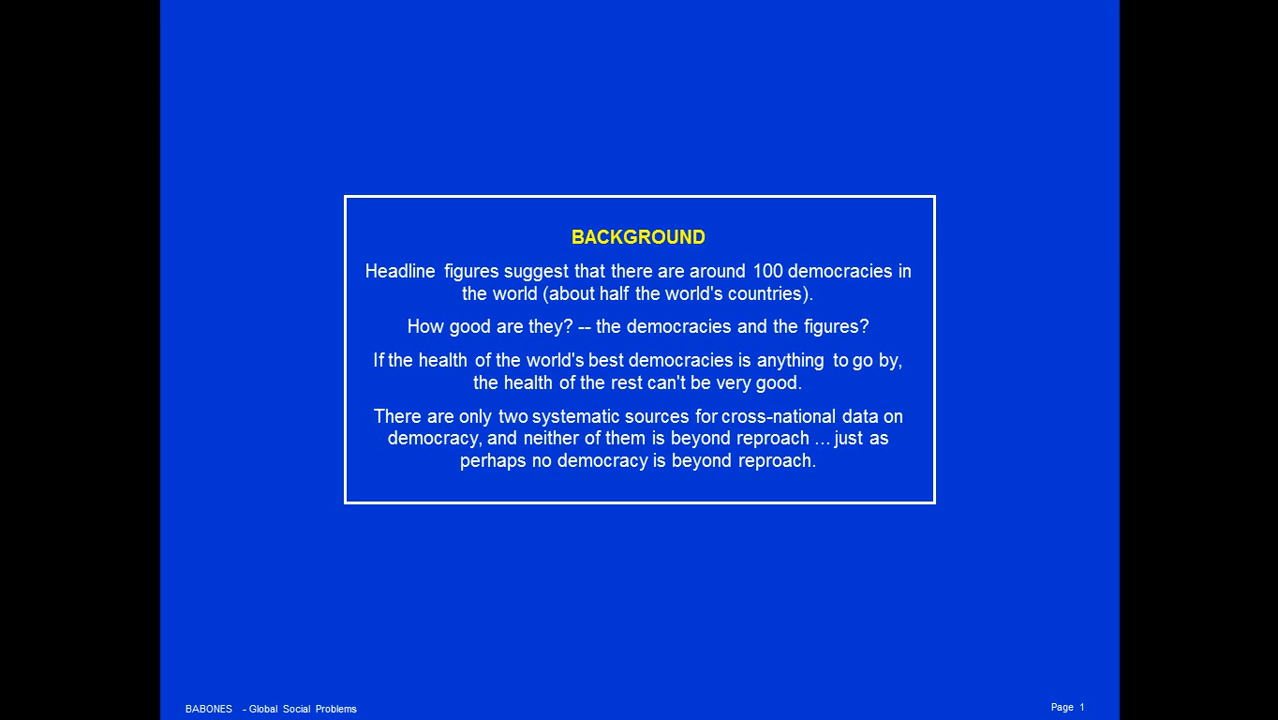 BACKGROUND
Headline figures suggest that there are around 100 democracies in
the world (about half the world's countries).
How good are they? -- the democracies and the figures?
If the health of the world's best democracies is anything to go by,
the health of the rest can't be very good.
There are only two systematic sources for cross-national data on
democracy, and neither of them is beyond reproach ... just as
perhaps no democracy is beyond reproach.
BABONES - Global Social Problems
Page 1